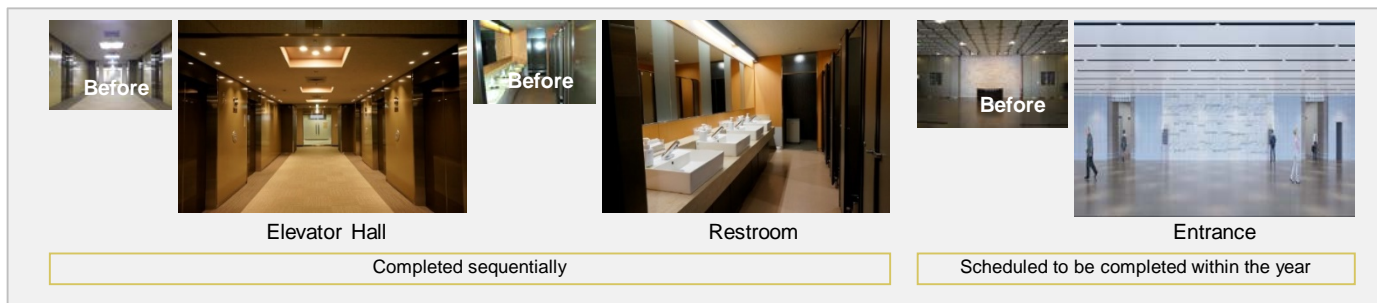 Before
Before
Before
Elevator Hall
Restroom
Entrance
Completed sequentially
Scheduled to be completed within the year